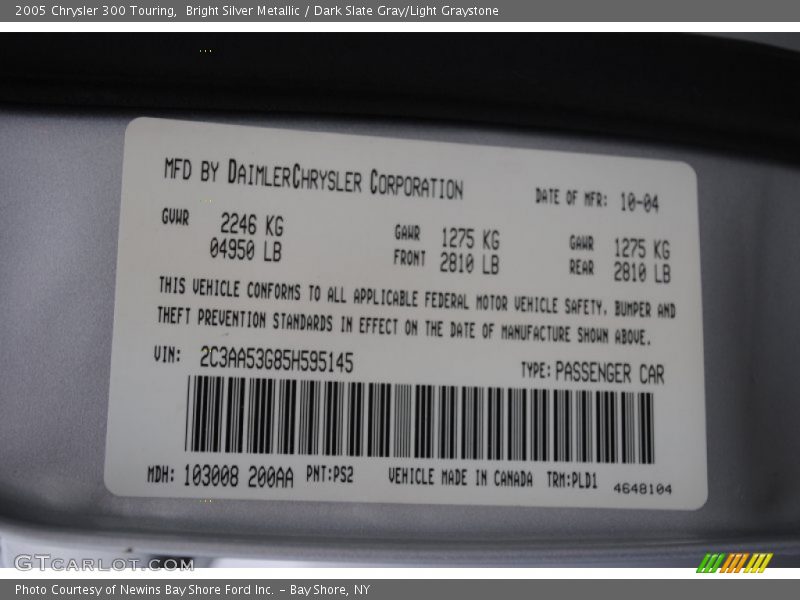 2005 Chrysler 300 Touring,  Bright Silver Metallic / Dark Slate Gray/Light Graystone
MFD BY DAIMLERCHRYSLER CORPORATION
DATE OF MFR: 10-04
GVWR 2246 KG
04950 LB
GAWR 1275 KG
FRONT 2810 LB
GAWR 1275 KG
REAR 2810 LB
THIS VEHICLE CONFORMS TO ALL APPLICABLE FEDERAL MOTOR VEHICLE SAFETY, BUMPER AND
THEFT PREVENTION STANDARDS IN EFFECT ON THE DATE OF MANUFACTURE SHOWN ABOVE.
VIN: 2C3AA53G85H595145
TYPE: PASSENGER CAR
MDH: 103008 200AA PNT:PS2 VEHICLE MADE IN CANADA TRM:PLD1 4648104
GTCARLOT.COM
Photo Courtesy of Newins Bay Shore Ford Inc. - Bay Shore, NY